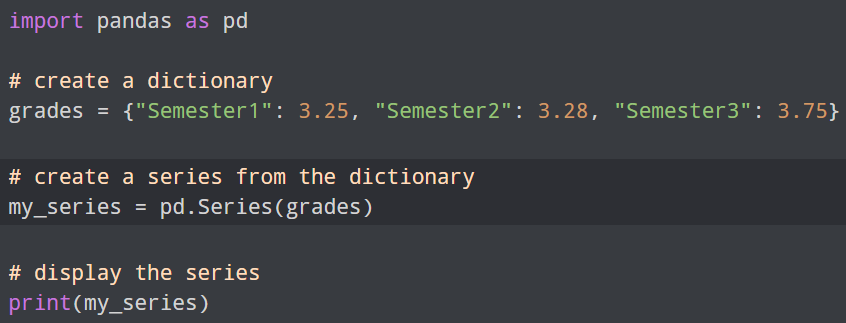 import pandas as pd
# create a dictionary
grades = {"Semester1": 3.25, "Semester2": 3.28, "Semester3": 3.75}
# create a series from the dictionary
my_series = pd.Series(grades)
# display the series
print(my_series)